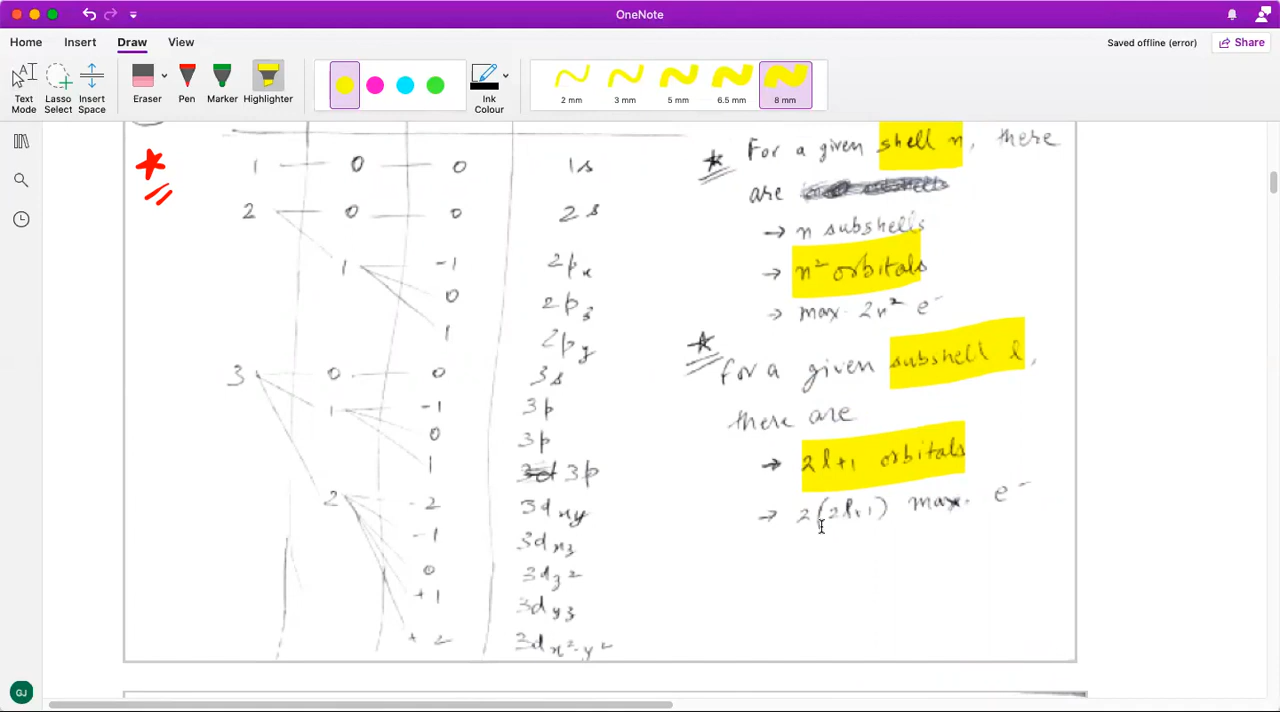 OneNote
Home Insert Draw View
Saved offline (error) Share
Text Mode Lasso Select Insert Space Eraser Pen Marker Highlighter Ink Colour 2 mm 3 mm 5 mm 6.5 mm 8 mm
1 0 0 1s
2 0 0 2s
1 -1 2px
0 2pz
1 2py
3 0 0 3s
1 -1 3p
0 3p
1 3p
2 -2 3dxy
-1 3dxz
0 3dz²
+1 3dyz
+2 3dx²-y²
For a given shell n, there
are
→ n subshells
→ n² orbitals
→ max. 2n² e⁻
For a given subshell l,
there are
→ 2l+1 orbitals
→ 2(2l+1) max. e⁻
GJ